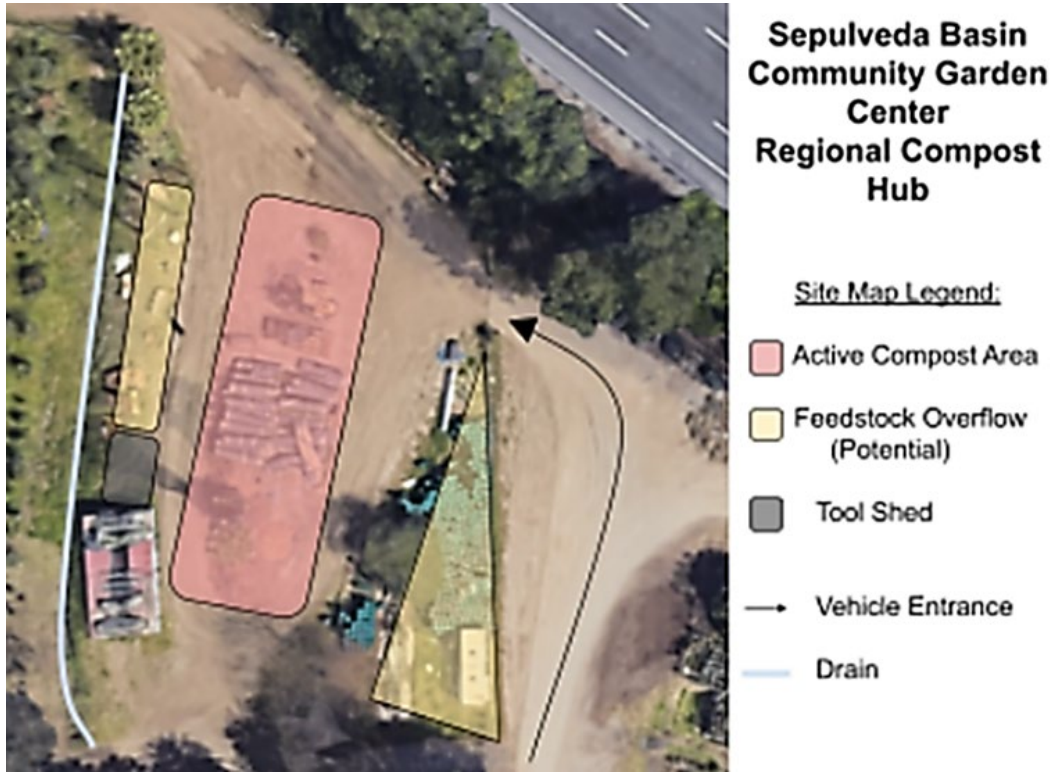 Sepulveda Basin
Community Garden
Center
Regional Compost
Hub
Site Map Legend:
Active Compost Area
Feedstock Overflow
(Potential)
Tool Shed
Vehicle Entrance
Drain